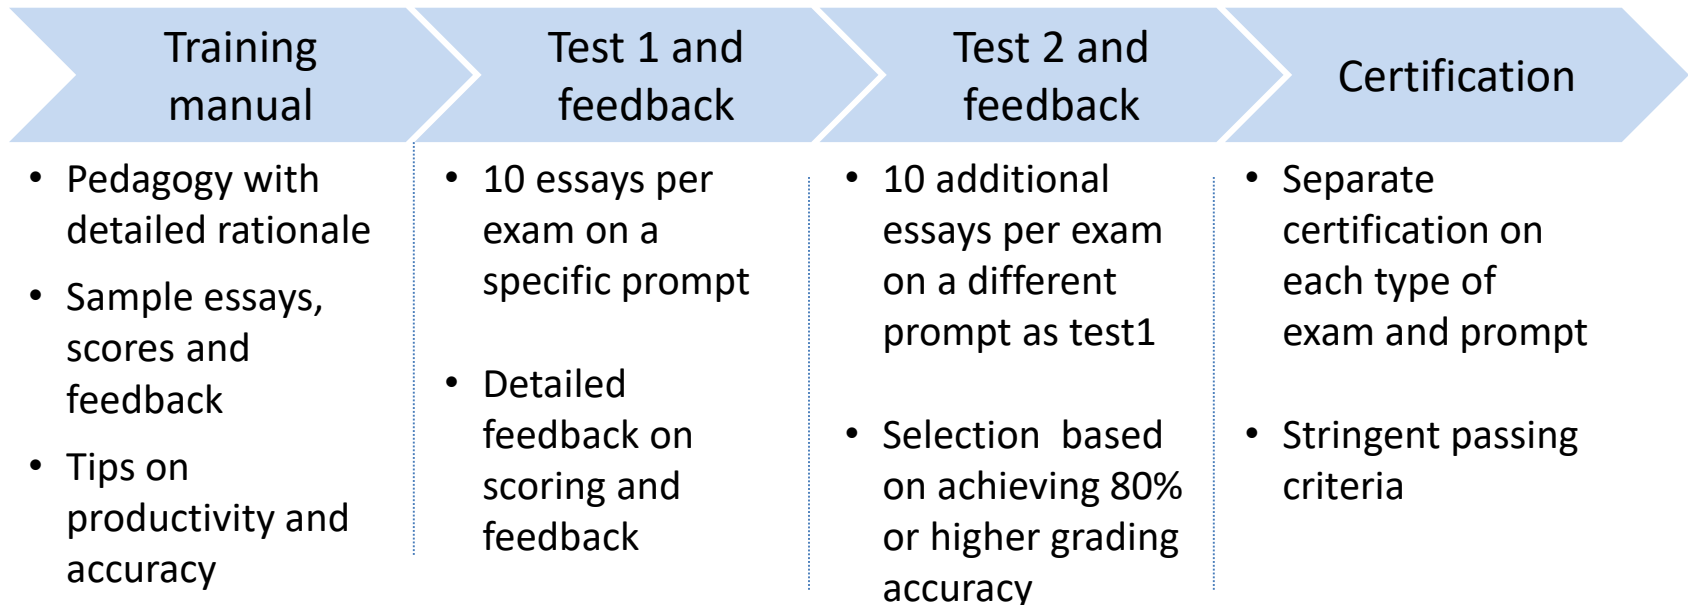 Training
manual
Test 1 and
feedback
Test 2 and
feedback
Certification
• Pedagogy with
detailed rationale
• Sample essays,
scores and
feedback
• Tips on
productivity and
accuracy
• 10 essays per
exam on a
specific prompt
• Detailed
feedback on
scoring and
feedback
• 10 additional
essays per exam
on a different
prompt as test1
• Selection  based
on achieving 80%
or higher grading
accuracy
• Separate
certification on
each type of
exam and prompt
• Stringent passing
criteria